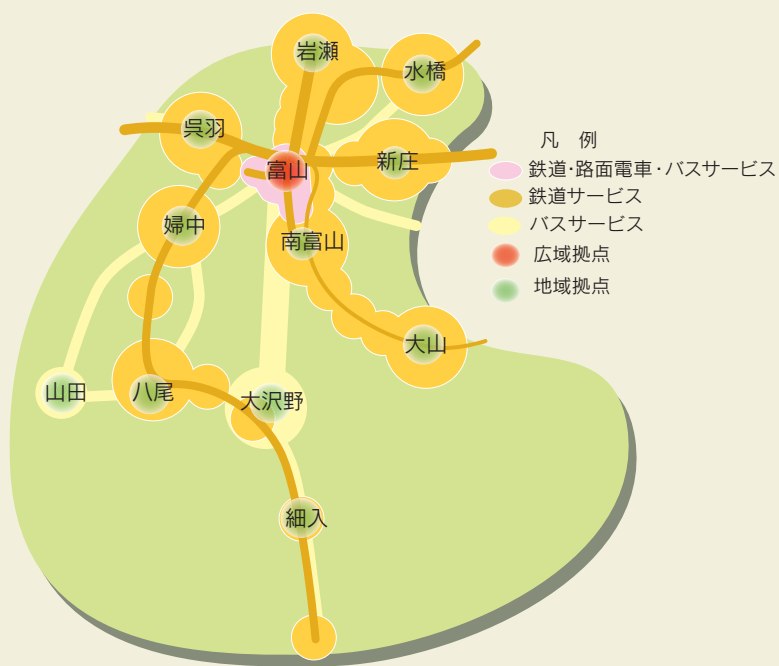 岩瀬
水橋
呉羽
新庄
富山
婦中
南富山
大山
山田
八尾
大沢野
細入
凡 例
鉄道・路面電車・バスサービス
鉄道サービス
バスサービス
広域拠点
地域拠点